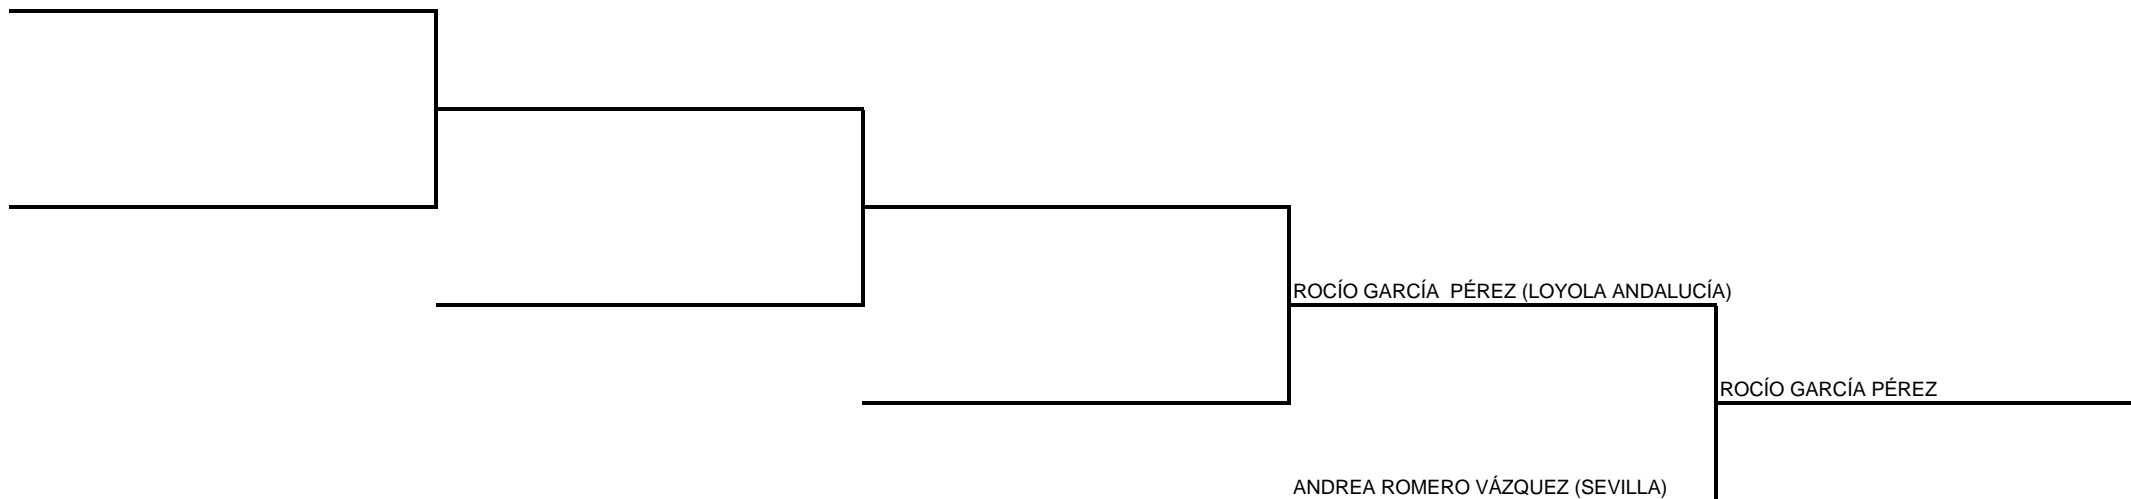 ROCÍO GARCÍA  PÉREZ (LOYOLA ANDALUCÍA)
ROCÍO GARCÍA PÉREZ
ANDREA ROMERO VÁZQUEZ (SEVILLA)